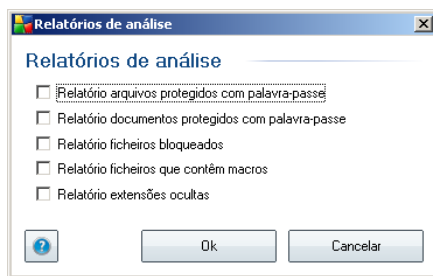 Relatórios de análise
Relatórios de análise
Relatório arquivos protegidos com palavra-passe
Relatório documentos protegidos com palavra-passe
Relatório ficheiros bloqueados
Relatório ficheiros que contêm macros
Relatório extensões ocultas
? Ok Cancelar